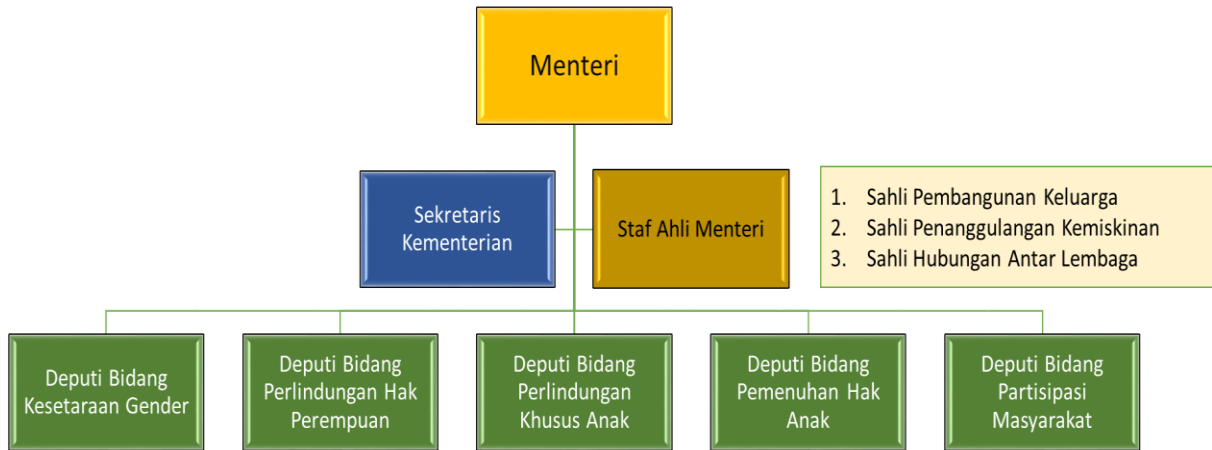 Menteri
Sekretaris
Kementerian
Staf Ahli Menteri
1. Sahli Pembangunan Keluarga
2. Sahli Penanggulangan Kemiskinan
3. Sahli Hubungan Antar Lembaga
Deputi Bidang
Kesetaraan Gender
Deputi Bidang
Perlindungan Hak
Perempuan
Deputi Bidang
Perlindungan
Khusus Anak
Deputi Bidang
Pemenuhan Hak
Anak
Deputi Bidang
Partisipasi
Masyarakat